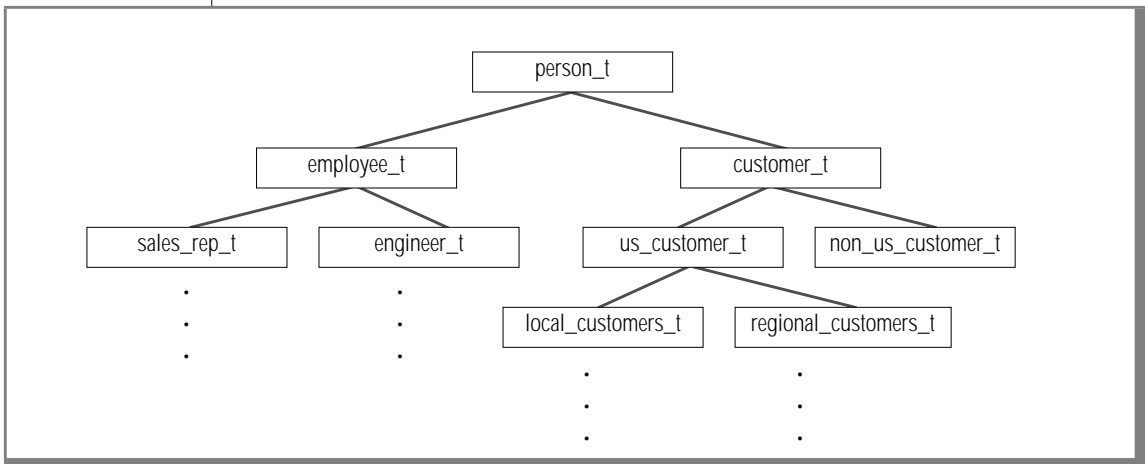 person_t
employee_t
customer_t
sales_rep_t
engineer_t
us_customer_t
non_us_customer_t
local_customers_t
regional_customers_t